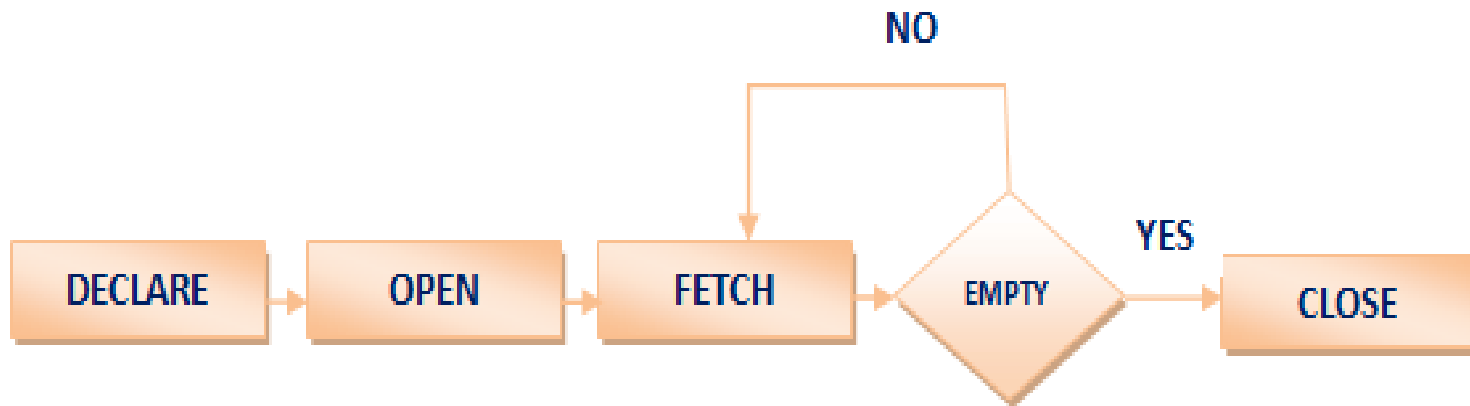 NO
DECLARE
OPEN
FETCH
EMPTY
YES
CLOSE